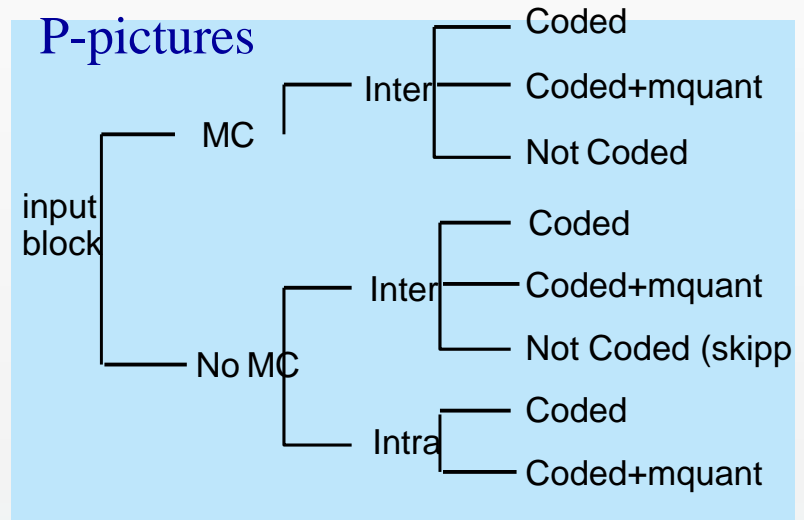 P-pictures
Coded
Inter
Coded+mquant
MC
Not Coded
input
block
Coded
Inter
Coded+mquant
Not Coded (skipp
No MC
Coded
Intra
Coded+mquant